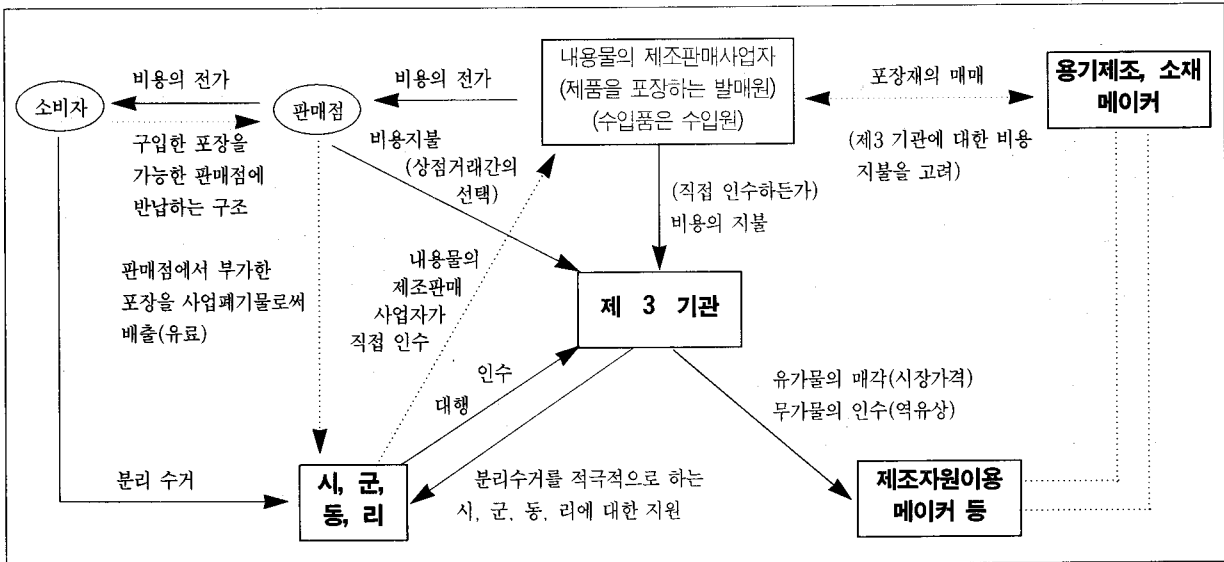 비용의 전가
소비자
구입한 포장을
가능한 판매점에
반납하는 구조
비용의 전가
판매점
비용지불
(상점거래간의
선택)
내용물의 제조판매사업자
(제품을 포장하는 발매원)
(수입품은 수입원)
포장재의 매매
(제3 기관에 대한 비용
지불을 고려)
용기제조, 소재
메이커
(직접 인수하든가)
비용의 지불
판매점에서 부가한
포장을 사업폐기물로써
배출(유료)
내용물의
제조판매
사업자가
직접 인수
제 3 기관
인수
대행
유가물의 매각(시장가격)
무가물의 인수(역유상)
분리 수거
시, 군,
동, 리
분리수거를 적극적으로 하는
시, 군, 동, 리에 대한 지원
제조자원이용
메이커 등